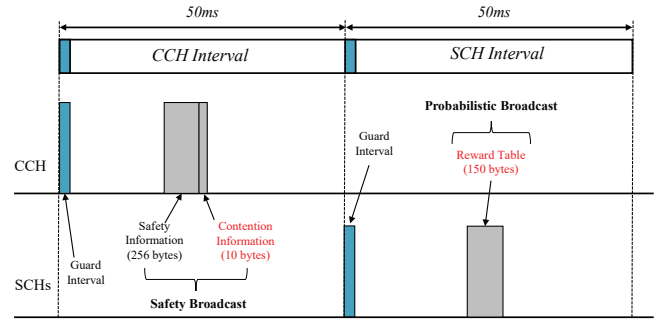 50ms
50ms
CCH Interval
SCH Interval
Probabilistic Broadcast
Guard
Interval
Reward Table
(150 bytes)
CCH
Safety
Information
(256 bytes)
Contention
Information
(10 bytes)
Guard
Interval
SCHs
Safety Broadcast